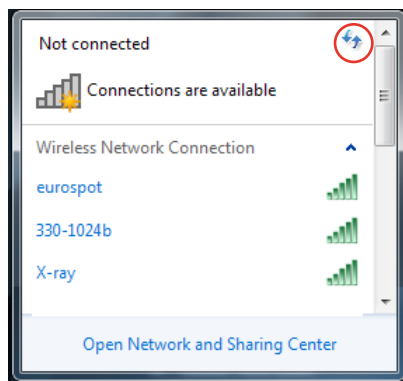 Not connected
Connections are available
Wireless Network Connection
eurospot
330-1024b
X-ray
Open Network and Sharing Center